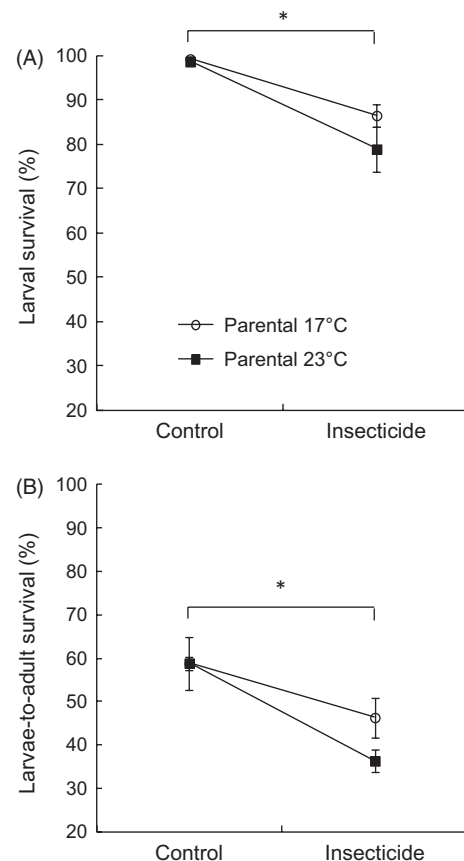 *
(A)
100
90
80
70
60
50
40
30
20
Larval survival (%)
Parental 17°C
Parental 23°C
Control Insecticide
(B)
100
90
80
70
60
50
40
30
20
Larvae-to-adult survival (%)
*
Control Insecticide